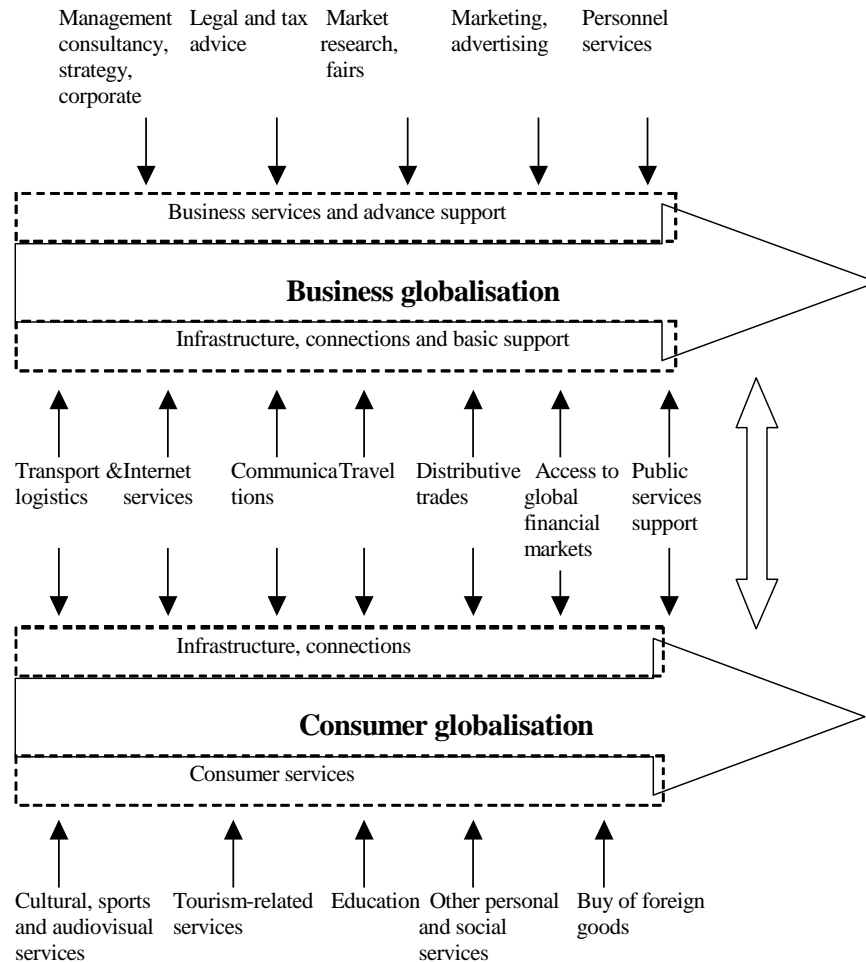 Management
consultancy,
strategy,
corporate
Legal and tax
advice
Market
research,
fairs
Marketing,
advertising
Personnel
services
Business services and advance support
Business globalisation
Infrastructure, connections and basic support
Transport &
logistics
Internet
services
Communica
tions
Travel
Distributive
trades
Access to
global
financial
markets
Public
services
support
Infrastructure, connections
Consumer globalisation
Consumer services
Cultural, sports
and audiovisual
services
Tourism-related
services
Education
Other personal
and social
services
Buy of foreign
goods